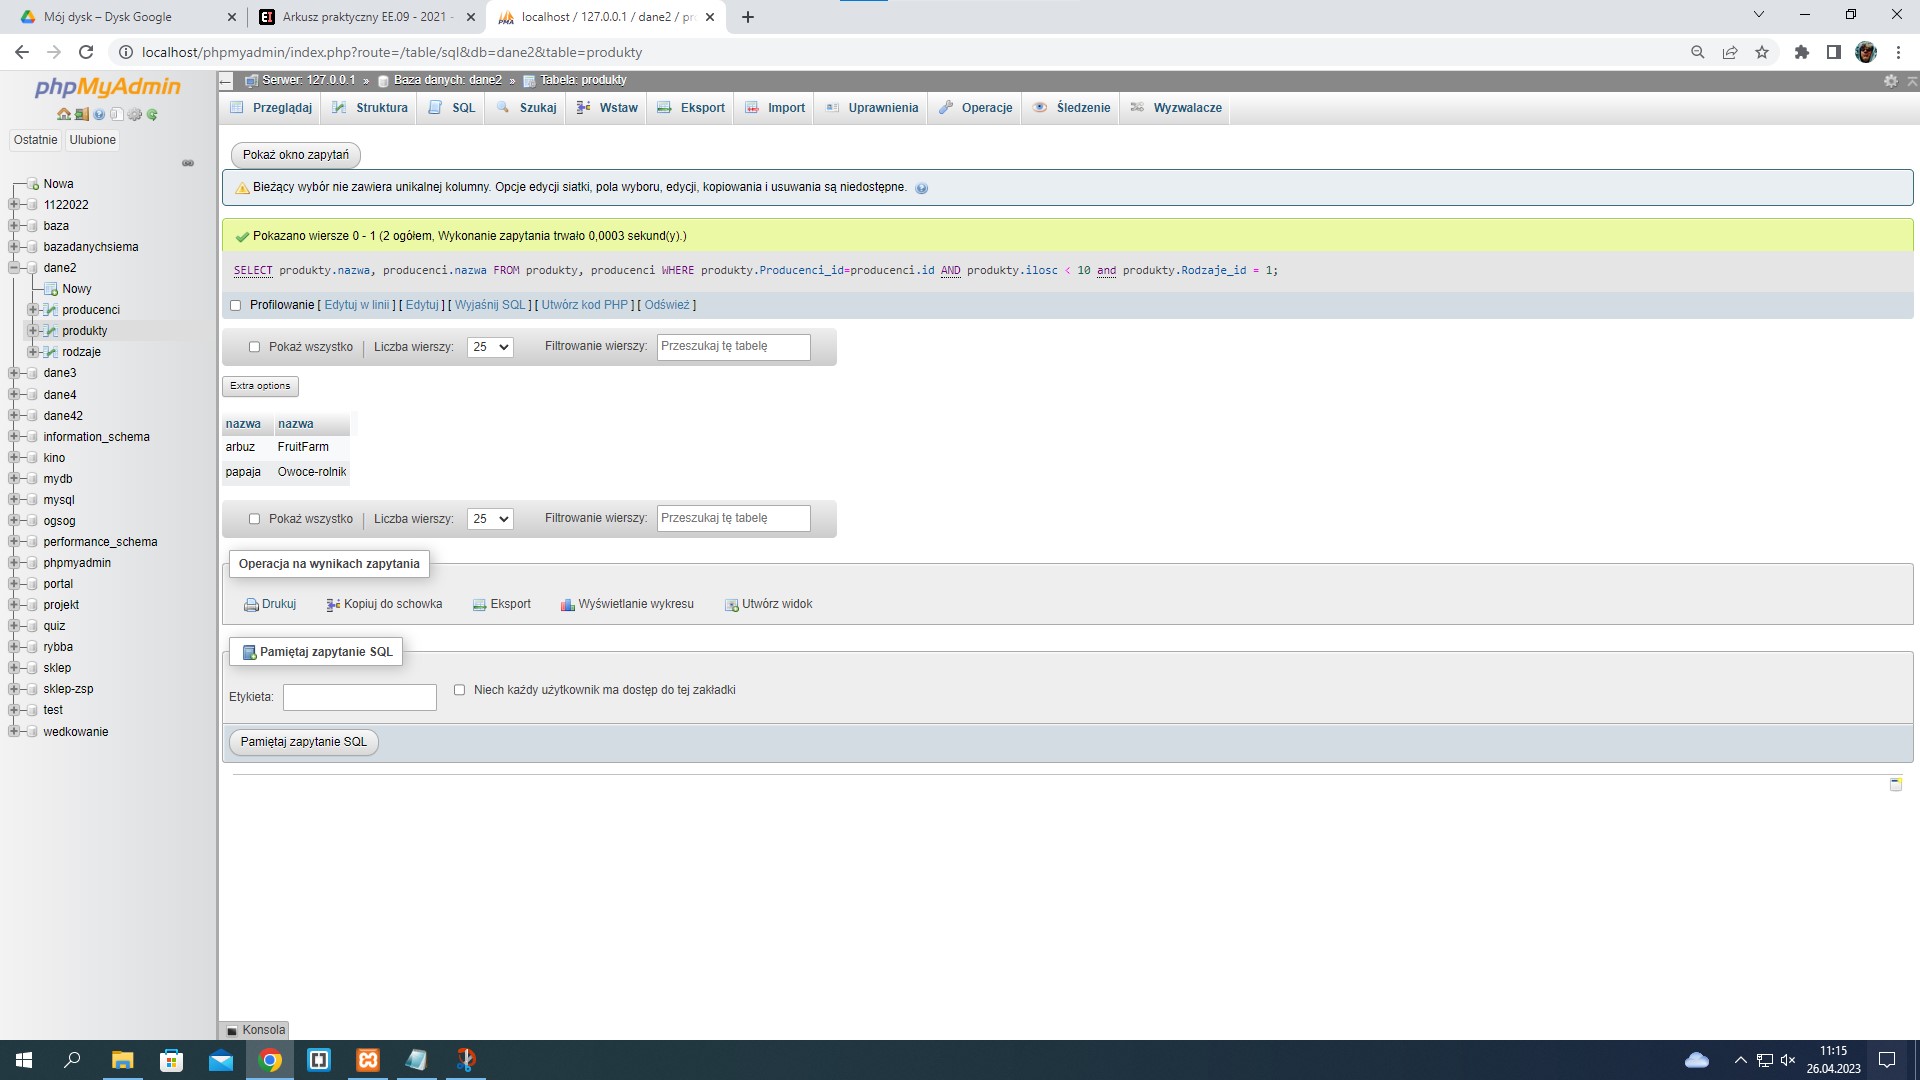 Mój dysk – Dysk Google
Arkusz praktyczny EE.09 - 2021 -
localhost / 127.0.0.1 / dane2 / pro
localhost/phpmyadmin/index.php?route=/table/sql&db=dane2&table=produkty
phpMyAdmin
Ostatnie Ulubione
Nowa
1122022
baza
bazadanychsiema
dane2
Nowy
producenci
produkty
rodzaje
dane3
dane4
dane42
information_schema
kino
mydb
mysql
ogsog
performance_schema
phpmyadmin
portal
projekt
quiz
rybba
sklep
sklep-zsp
test
wedkowanie
Serwer: 127.0.0.1 » Baza danych: dane2 » Tabela: produkty
Przeglądaj Struktura SQL Szukaj Wstaw Eksport Import Uprawnienia Operacje Śledzenie Wyzwalacze
Pokaż okno zapytań
Bieżący wybór nie zawiera unikalnej kolumny. Opcje edycji siatki, pola wyboru, edycji, kopiowania i usuwania są niedostępne.
Pokazano wiersze 0 - 1 (2 ogółem, Wykonanie zapytania trwało 0,0003 sekund(y).)
SELECT produkty.nazwa, producenci.nazwa FROM produkty, producenci WHERE produkty.Producenci_id=producenci.id AND produkty.ilosc < 10 and produkty.Rodzaje_id = 1;
Profilowanie [ Edytuj w linii ] [ Edytuj ] [ Wyjaśnij SQL ] [ Utwórz kod PHP ] [ Odśwież ]
Pokaż wszystko | Liczba wierszy: 25 Filtrowanie wierszy: Przeszukaj tę tabelę
Extra options
nazwa nazwa
arbuz FruitFarm
papaja Owoce-rolnik
Pokaż wszystko | Liczba wierszy: 25 Filtrowanie wierszy: Przeszukaj tę tabelę
Operacja na wynikach zapytania
Drukuj Kopiuj do schowka Eksport Wyświetlanie wykresu Utwórz widok
Pamiętaj zapytanie SQL
Etykieta: Niech każdy użytkownik ma dostęp do tej zakładki
Pamiętaj zapytanie SQL
Konsola
11:15
26.04.2023